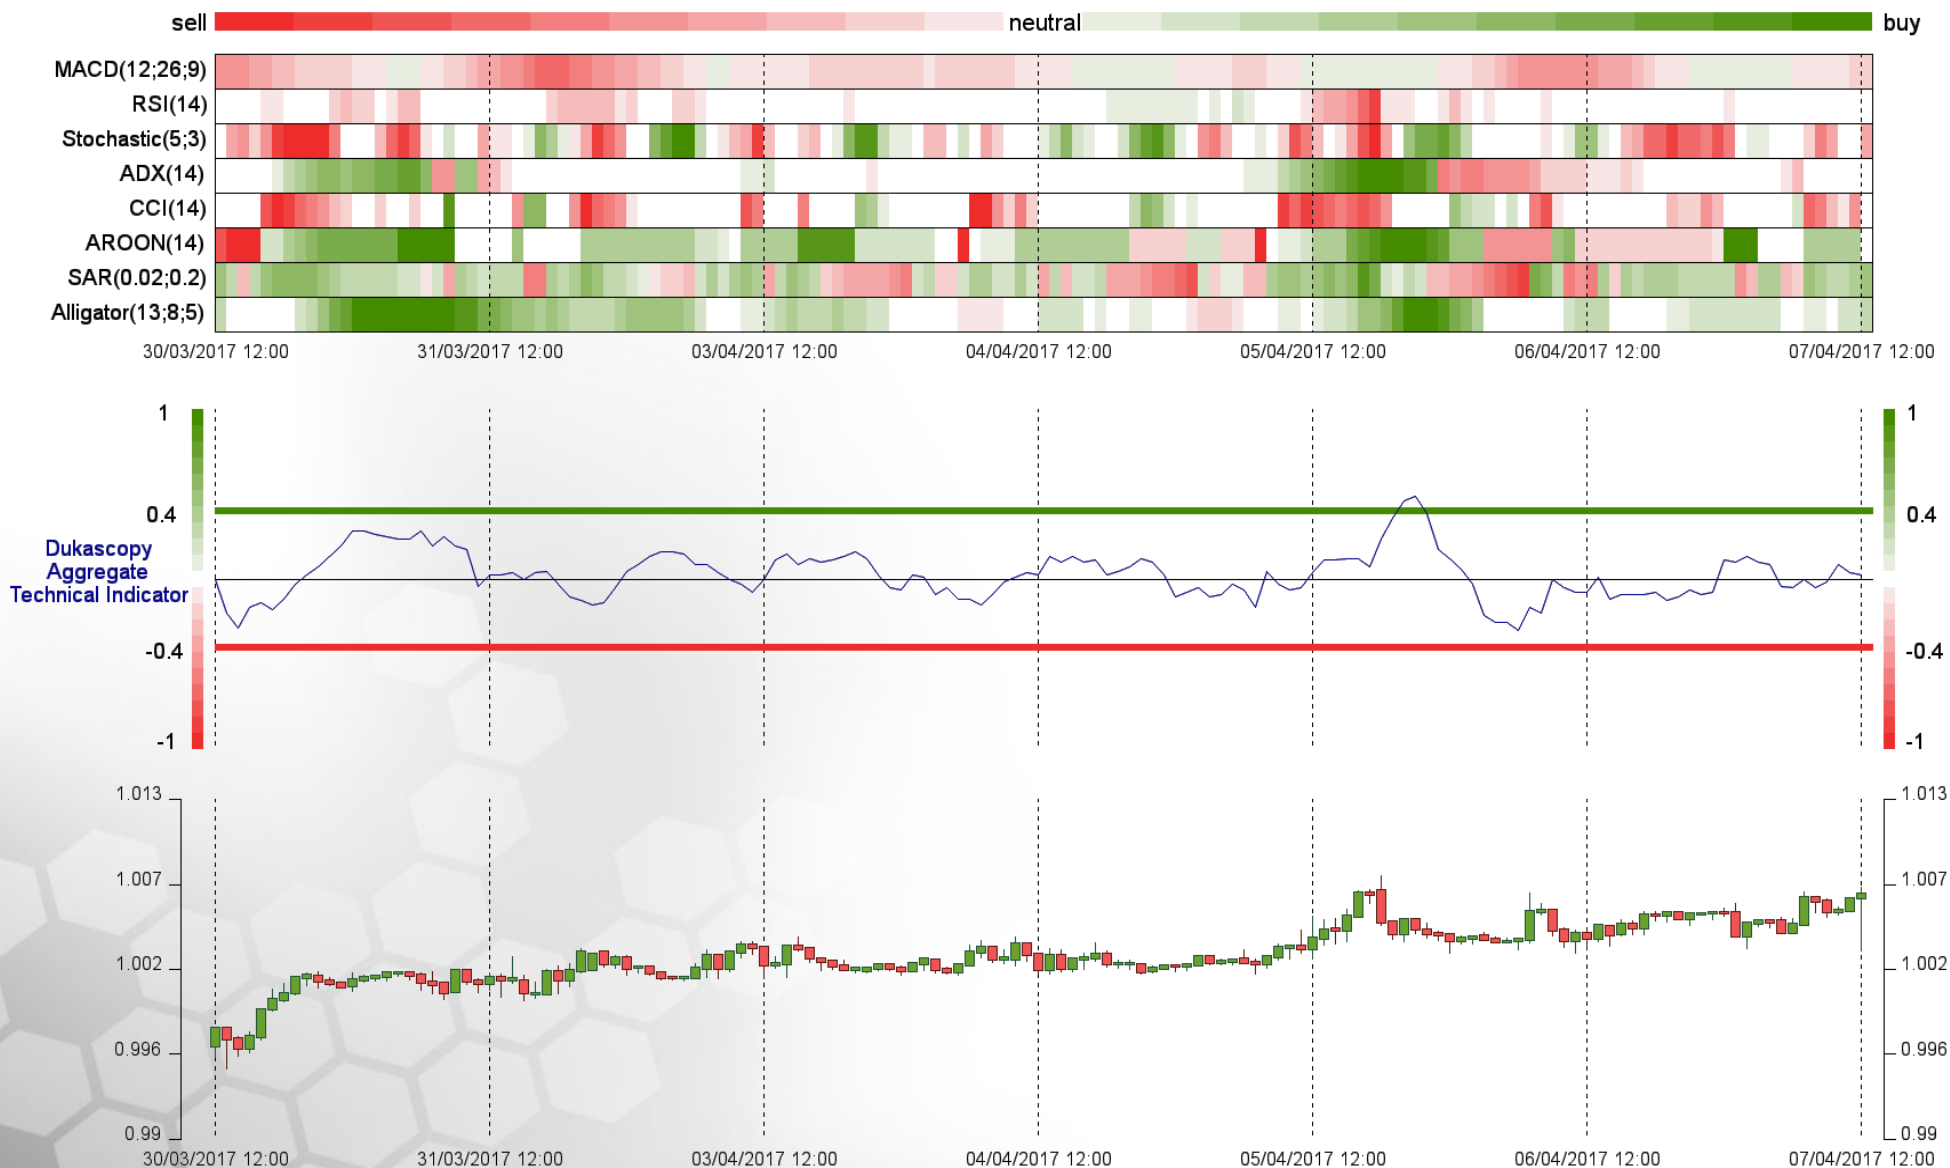 sell neutral buy
MACD(12;26;9)
RSI(14)
Stochastic(5;3)
ADX(14)
CCI(14)
AROON(14)
SAR(0.02;0.2)
Alligator(13;8;5)
30/03/2017 12:00 31/03/2017 12:00 03/04/2017 12:00 04/04/2017 12:00 05/04/2017 12:00 06/04/2017 12:00 07/04/2017 12:00
1 1
0.4 0.4
Dukascopy
Aggregate
Technical Indicator
-0.4 -0.4
-1 -1
1.013 1.013
1.007 1.007
1.002 1.002
0.996 0.996
0.99 0.99
30/03/2017 12:00 31/03/2017 12:00 03/04/2017 12:00 04/04/2017 12:00 05/04/2017 12:00 06/04/2017 12:00 07/04/2017 12:00